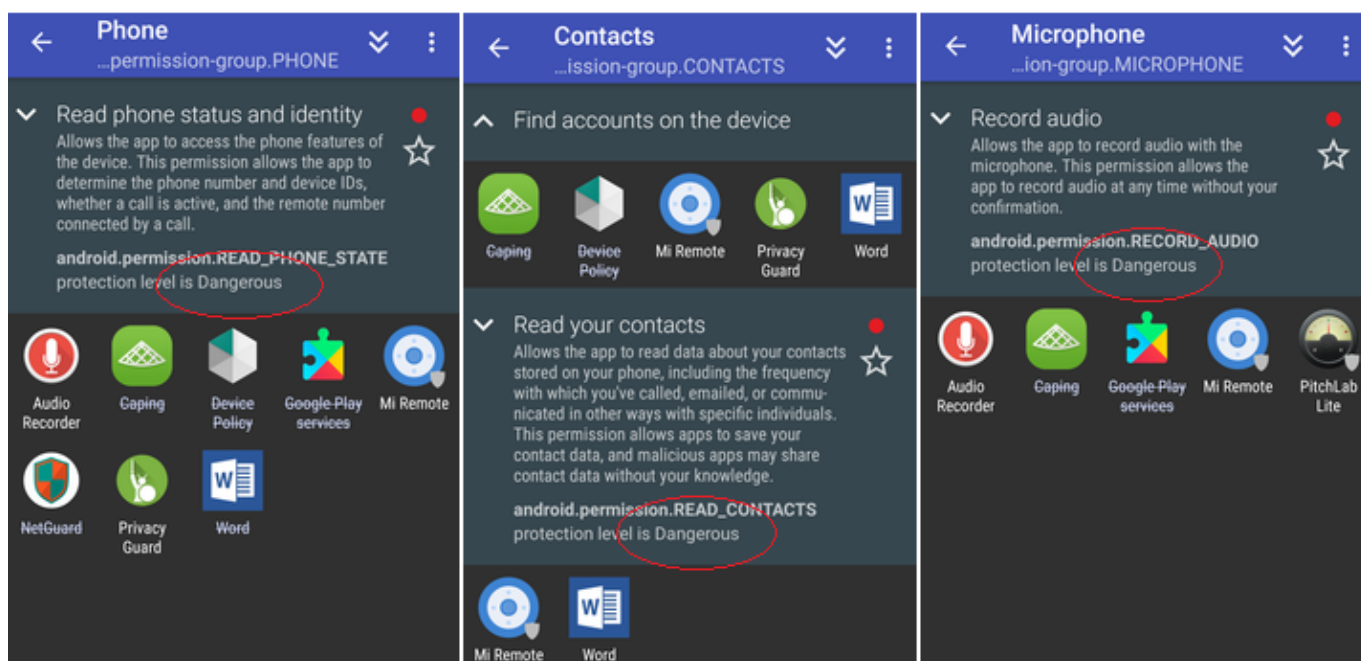 Phone
...permission-group.PHONE
Read phone status and identity
Allows the app to access the phone features of
the device. This permission allows the app to
determine the phone number and device IDs,
whether a call is active, and the remote number
connected by a call.
android.permission.READ_PHONE_STATE
protection level is Dangerous
Audio
Recorder
Gaping
Device
Policy
Google Play
services
Mi Remote
NetGuard
Privacy
Guard
W
Word
Contacts
...ission-group.CONTACTS
Find accounts on the device
Gaping
Device
Policy
Mi Remote
Privacy
Guard
W
Word
Read your contacts
Allows the app to read data about your contacts
stored on your phone, including the frequency
with which you've called, emailed, or commu-
nicated in other ways with specific individuals.
This permission allows apps to save your
contact data, and malicious apps may share
contact data without your knowledge.
android.permission.READ_CONTACTS
protection level is Dangerous
Mi Remote
W
Word
Microphone
...ion-group.MICROPHONE
Record audio
Allows the app to record audio with the
microphone. This permission allows the
app to record audio at any time without your
confirmation.
android.permission.RECORD_AUDIO
protection level is Dangerous
Audio
Recorder
Gaping
Google Play
services
Mi Remote
PitchLab
Lite